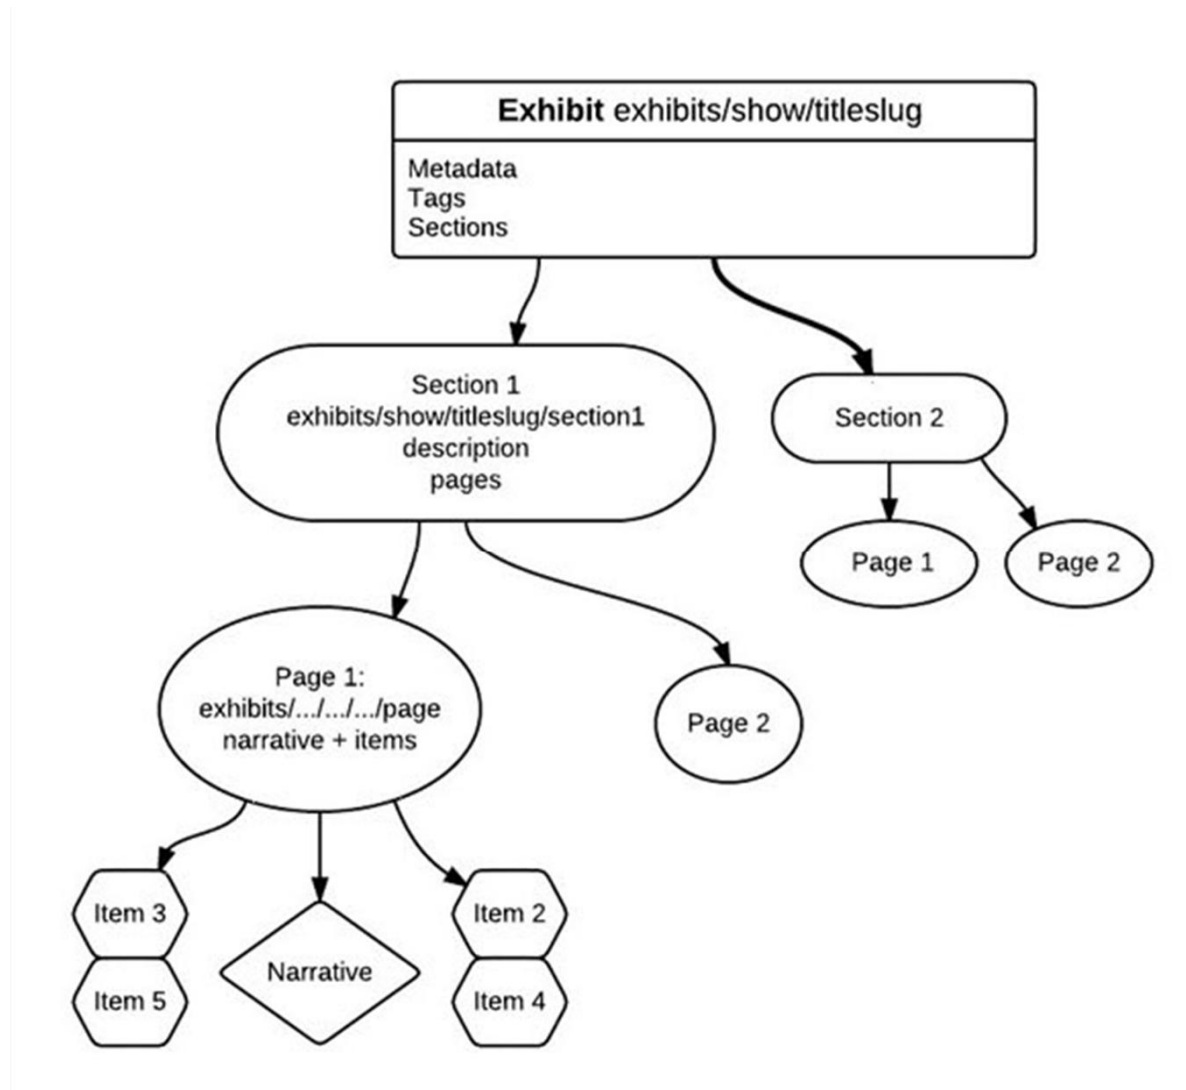 Exhibit exhibits/show/titleslug
Metadata
Tags
Sections
Section 1
exhibits/show/titleslug/section1
description
pages
Section 2
Page 1
Page 2
Page 1:
exhibits/.../.../.../page
narrative + items
Page 2
Item 3
Item 5
Narrative
Item 2
Item 4